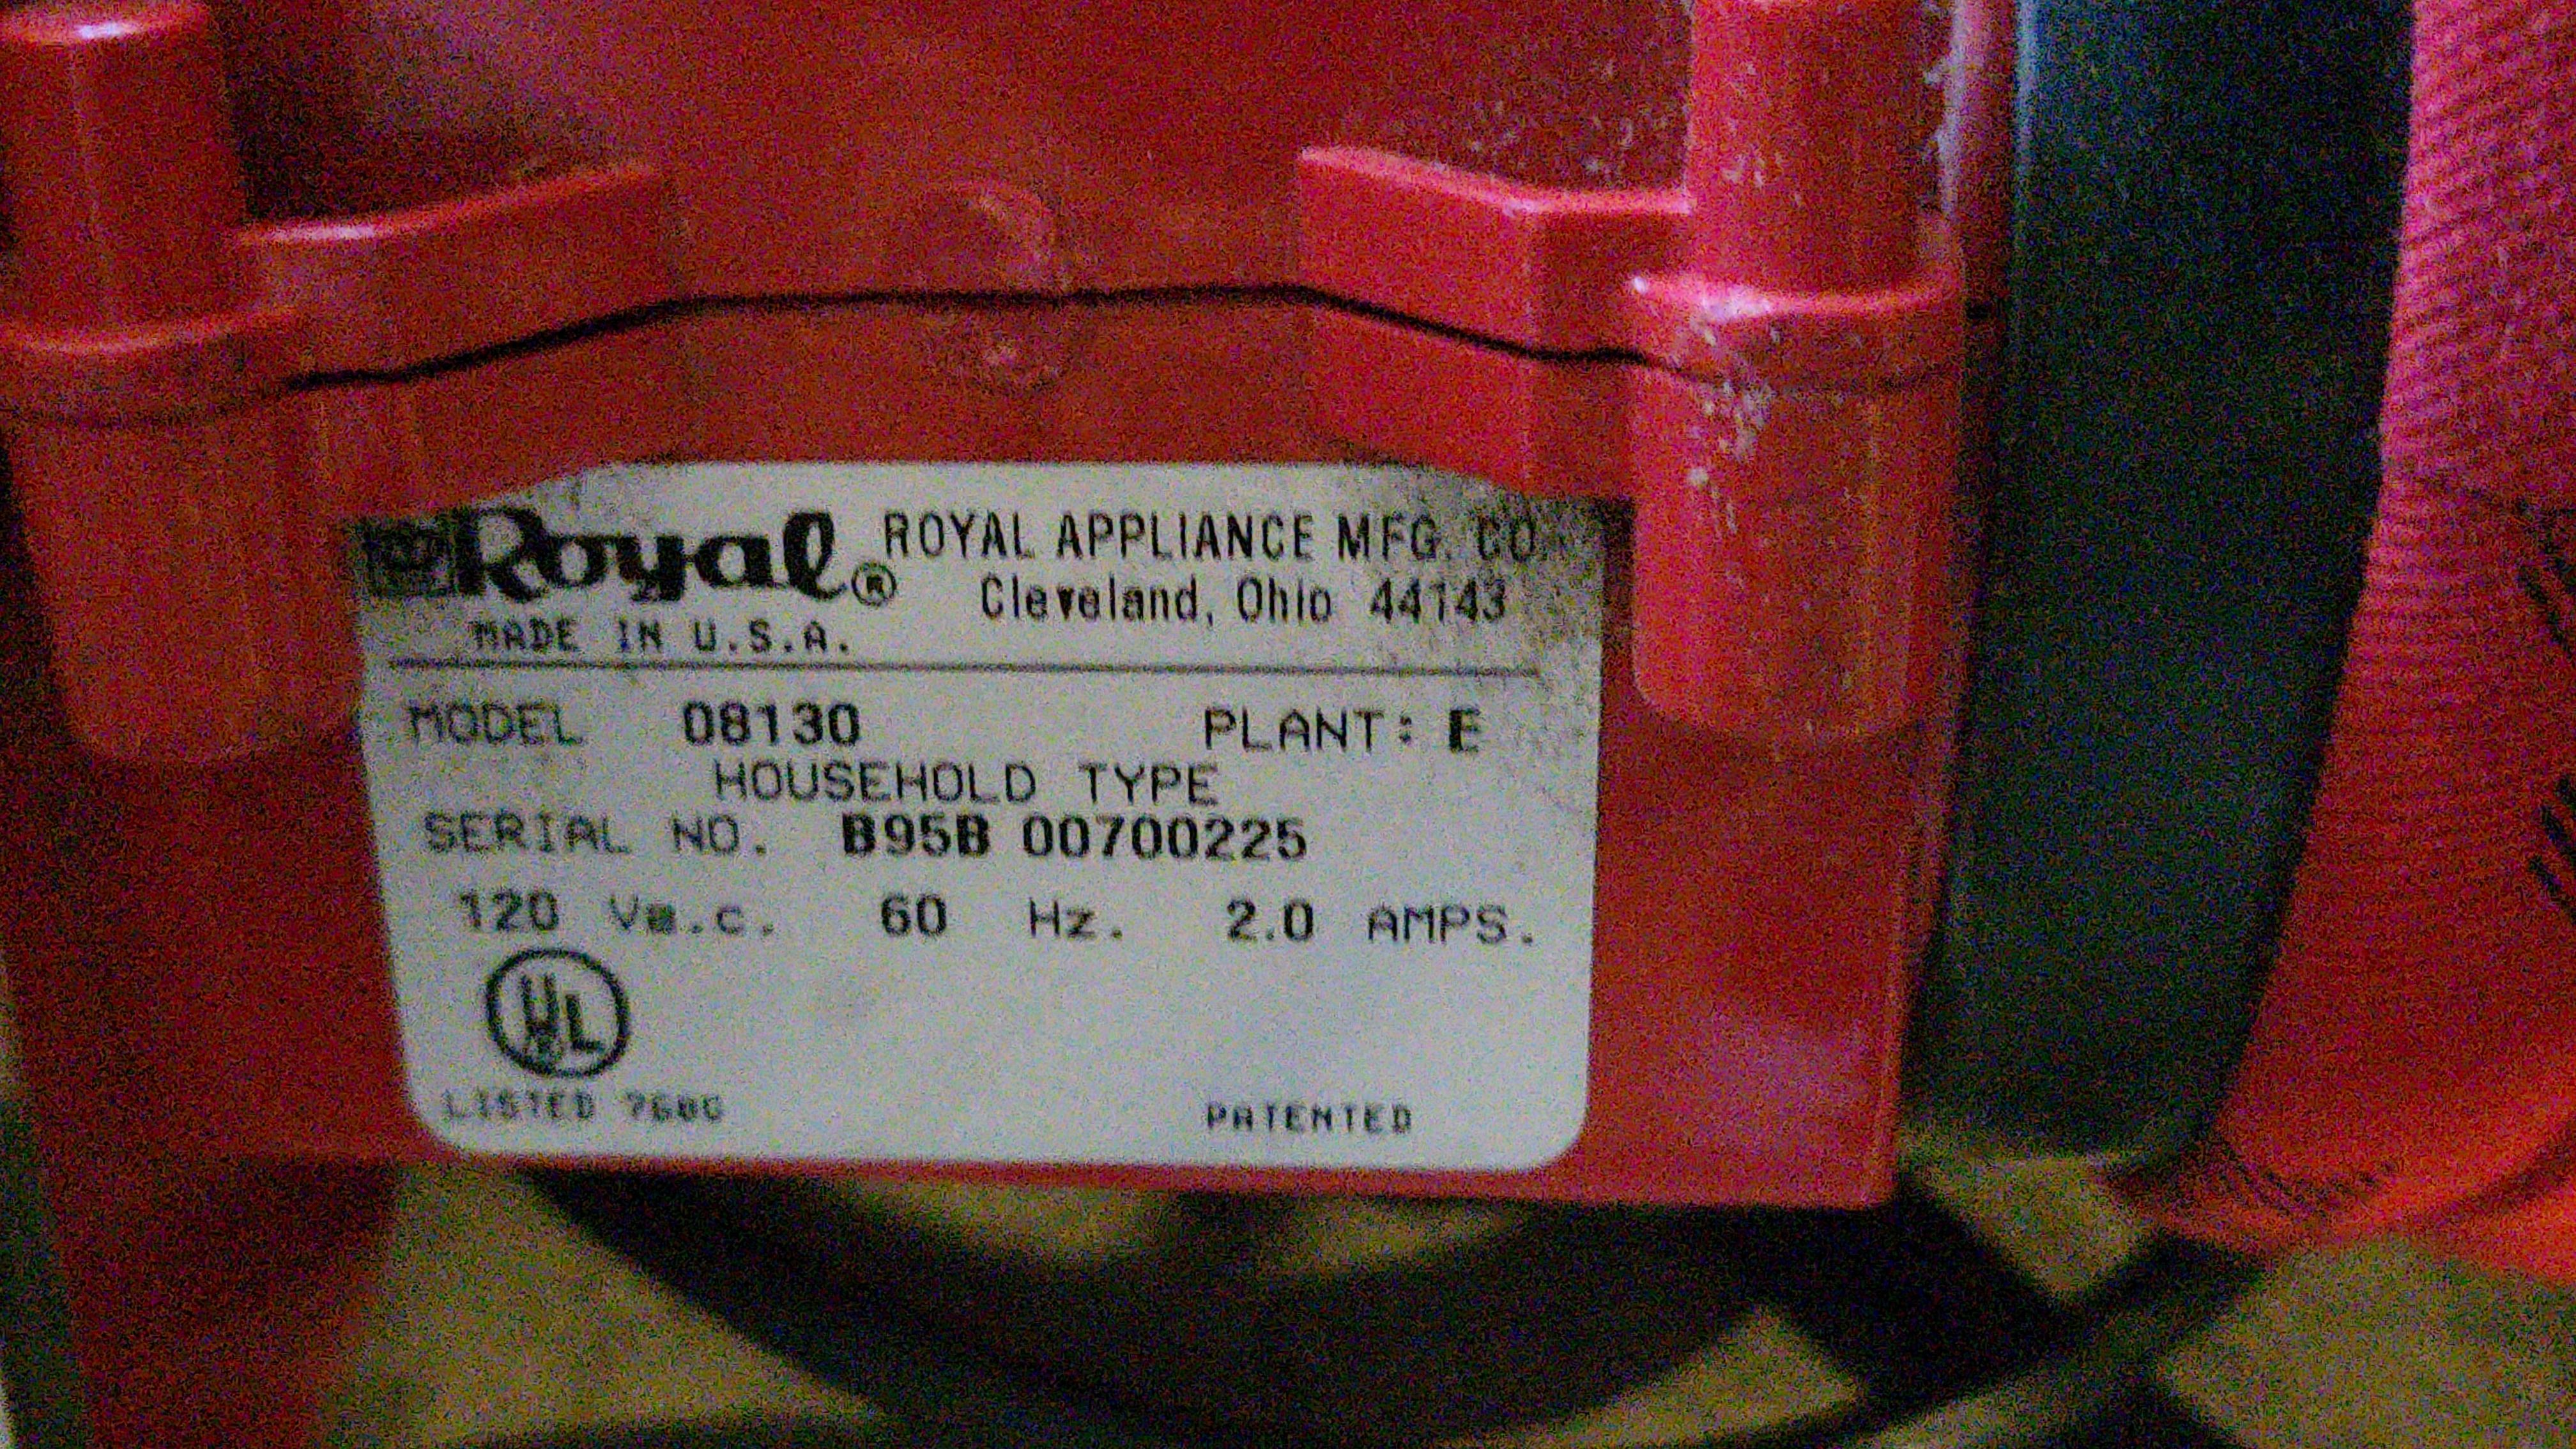 Royal® ROYAL APPLIANCE MFG. CO.
MADE IN U.S.A. Cleveland, Ohio 44143
MODEL 08130 PLANT: E
HOUSEHOLD TYPE
SERIAL NO. B95B 00700225
120 Va.c. 60 Hz. 2.0 AMPS.
UL
LISTED PATENTED